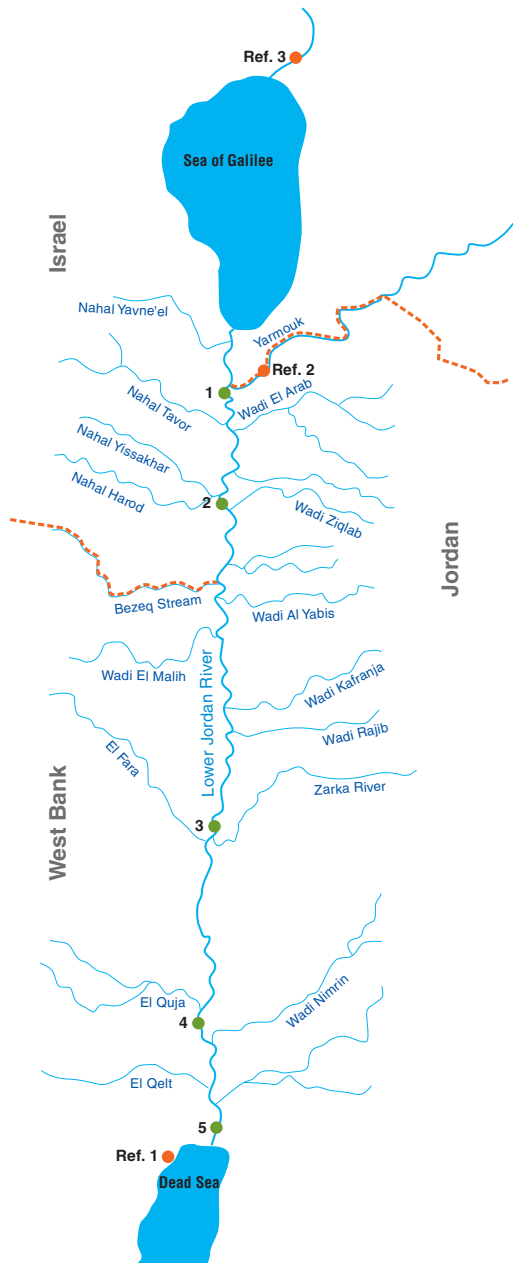 Ref. 3
Sea of Galilee
Israel
Nahal Yavne'el
Yarmouk
Ref. 2
1
Wadi El Arab
Nahal Tavor
Nahal Yissakhar
Nahal Harod
2
Wadi Ziqlab
Jordan
Bezeq Stream
Wadi Al Yabis
Wadi El Malih
Lower Jordan River
Wadi Kafranja
Wadi Rajib
El Fara
Zarka River
West Bank
3
El Quja
Wadi Nimrin
4
El Qelt
5
Ref. 1
Dead Sea